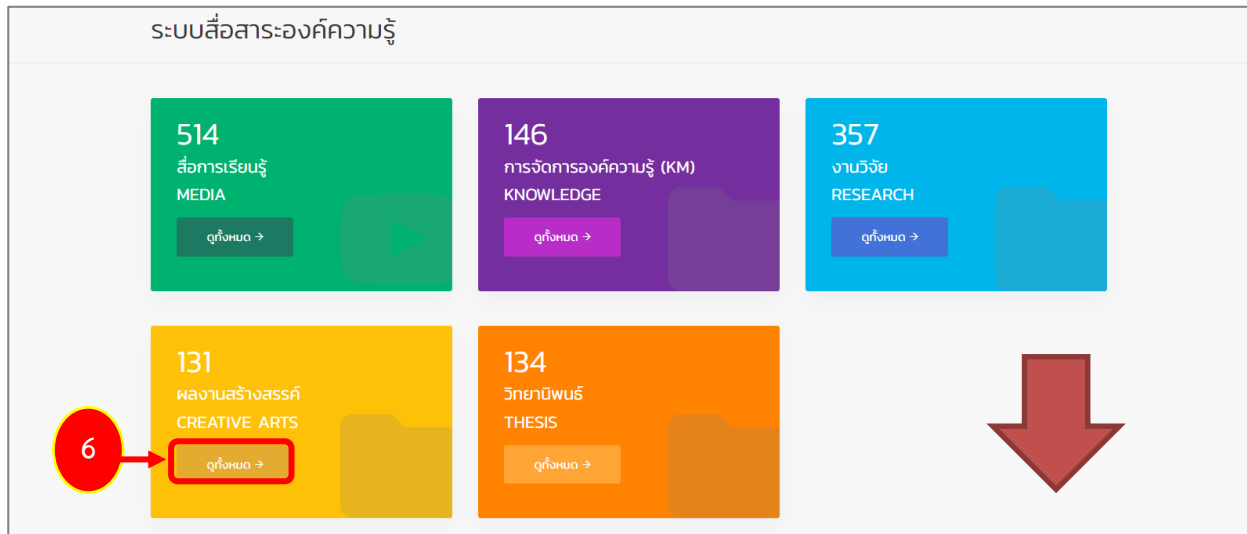 ระบบสื่อสาระองค์ความรู้
514
สื่อการเรียนรู้
MEDIA
ดูทั้งหมด →
146
การจัดการองค์ความรู้ (KM)
KNOWLEDGE
ดูทั้งหมด →
357
งานวิจัย
RESEARCH
ดูทั้งหมด →
131
ผลงานสร้างสรรค์
CREATIVE ARTS
ดูทั้งหมด →
6
134
วิทยานิพนธ์
THESIS
ดูทั้งหมด →